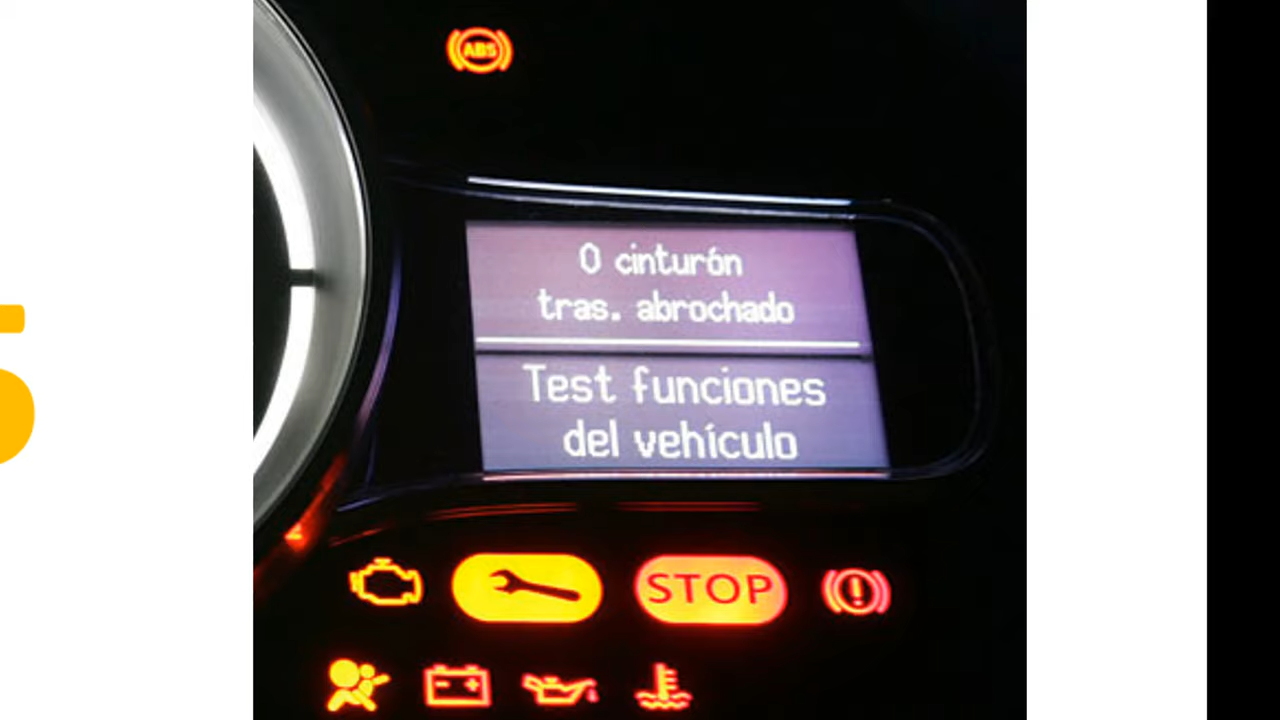 ABS
0 cinturón
tras. abrochado
Test funciones
del vehículo
STOP